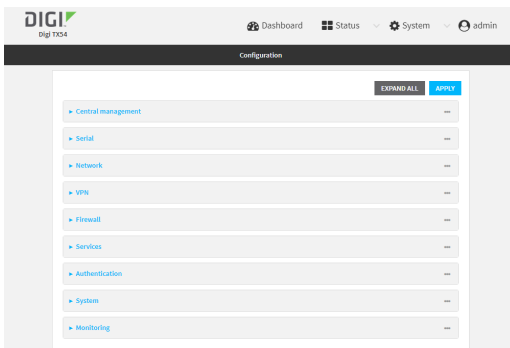 DIGI
Digi TX54
Dashboard Status System admin
Configuration
EXPAND ALL APPLY
Central management
Serial
Network
VPN
Firewall
Services
Authentication
System
Monitoring